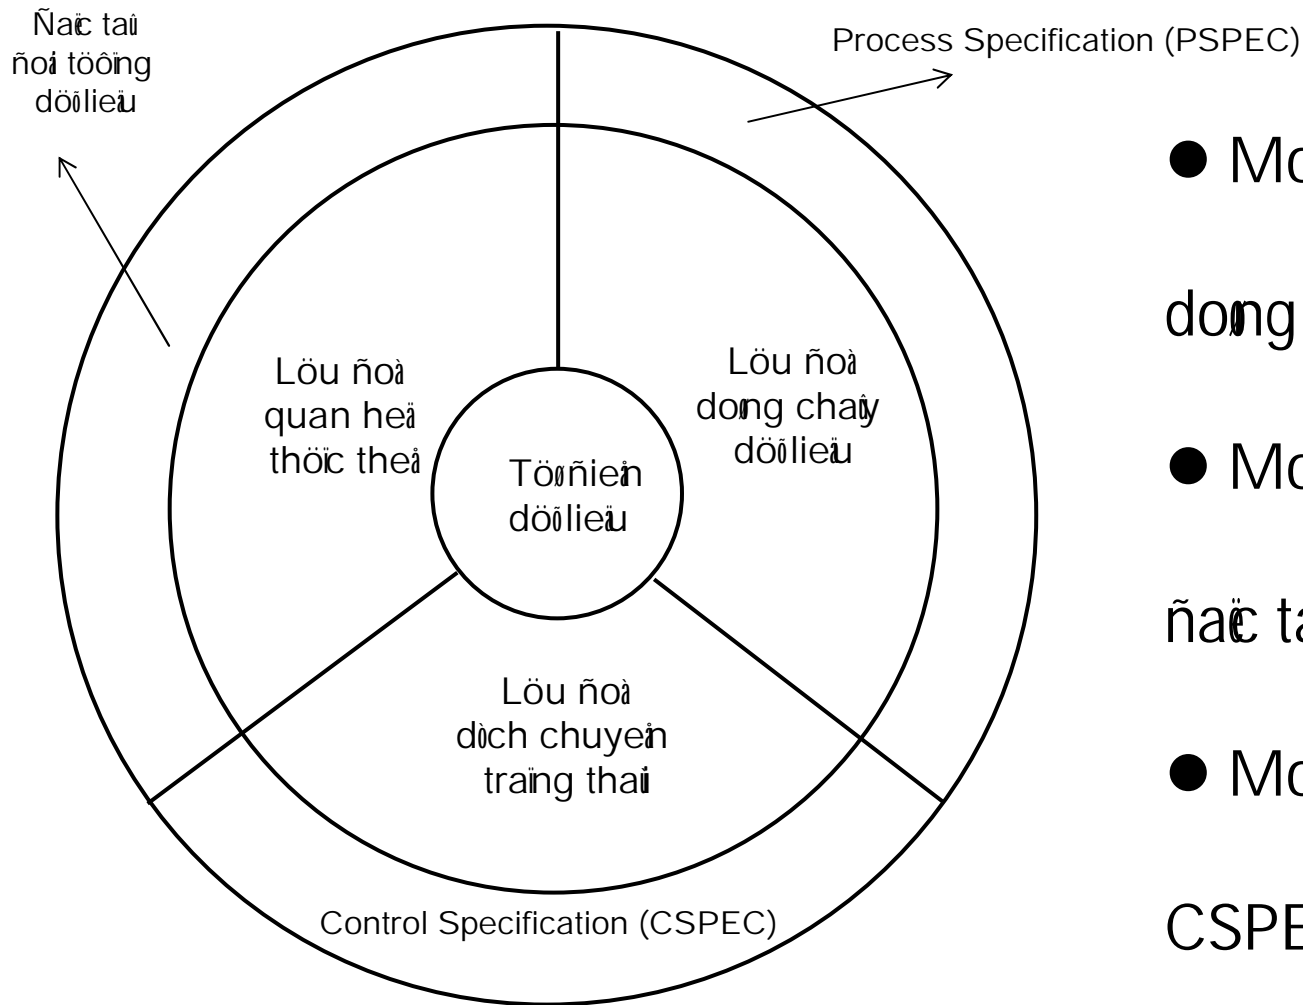 Ñaëc taû
ñoái töôïng
döõ lieäu
Process Specification (PSPEC)
Löu ñoà
quan heä
thöïc theå
Löu ñoà
doøng chaûy
döõ lieäu
Töø ñieån
döõ lieäu
Löu ñoà
dòch chuyeån
traïng thaùi
Control Specification (CSPEC)
● Mo
doøng
● Mo
ñaëc ta
● Mo
CSPE